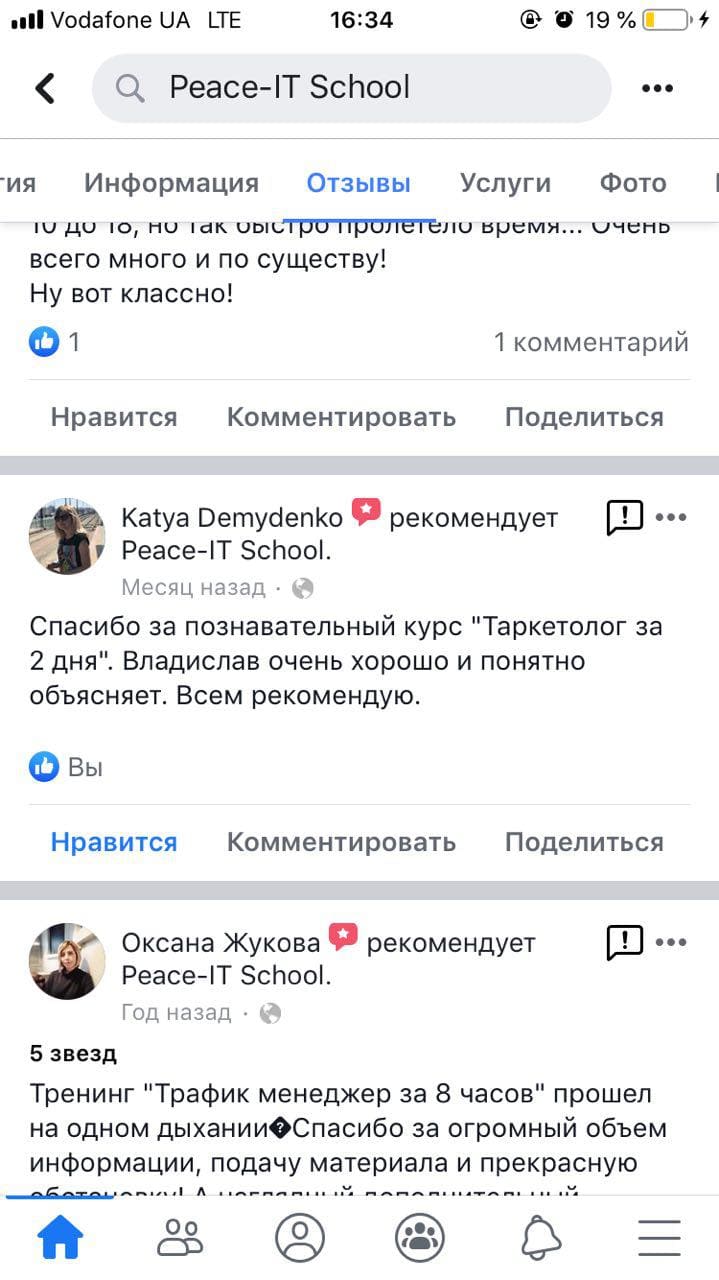 Vodafone UA LTE 16:34 19 %
Peace-IT School
гия Информация Отзывы Услуги Фото
10 до 18, но так быстро пролетело время... Очень
всего много и по существу!
Ну вот классно!
1 1 комментарий
Нравится Комментировать Поделиться
Katya Demydenko рекомендует
Peace-IT School.
Месяц назад ·
Спасибо за познавательный курс "Таркетолог за
2 дня". Владислав очень хорошо и понятно
объясняет. Всем рекомендую.
Вы
Нравится Комментировать Поделиться
Оксана Жукова рекомендует
Peace-IT School.
Год назад ·
5 звезд
Тренинг "Трафик менеджер за 8 часов" прошел
на одном дыхании�Спасибо за огромный объем
информации, подачу материала и прекрасную
обстановку! А наглядный дополнительный